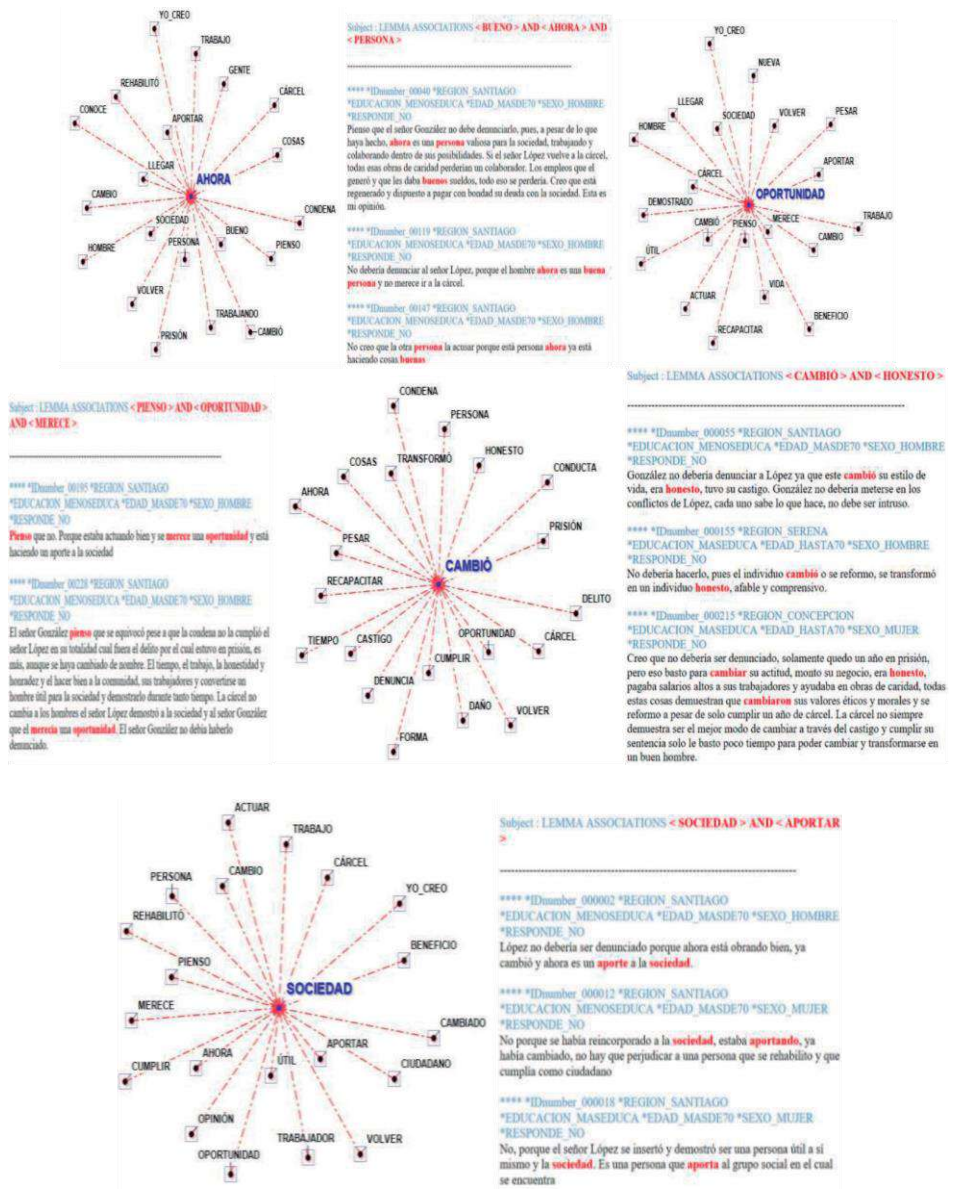 YO_CREO
TRABAJO
GENTE
REHABILITÓ
CÁRCEL
CONOCE
APORTAR
COSAS
LLEGAR
AHORA
CAMBIO
CONDENA
SOCIEDAD
BUENO
HOMBRE
PERSONA
PIENSO
VOLVER
TRABAJANDO
CAMBIÓ
PRISIÓN
Subject : LEMMA ASSOCIATIONS < BUENO > AND < AHORA > AND
< PERSONA >
**** *IDnumber_00040 *REGION_SANTIAGO
*EDUCACION_MENOSEDUCA *EDAD_MASDE70 *SEXO_HOMBRE
*RESPONDE_NO
Pienso que el señor González no debe denunciarlo, pues, a pesar de lo que
haya hecho, ahora es una persona valiosa para la sociedad, trabajando y
colaborando dentro de sus posibilidades. Si el señor López vuelve a la cárcel,
todas esas obras de caridad perderían un colaborador. Los empleos que el
generó y que les daba buenos sueldos, todo eso se perdería. Creo que está
regenerado y dispuesto a pagar con bondad su deuda con la sociedad. Esta es
mi opinión.
**** *IDnumber_00119 *REGION_SANTIAGO
*EDUCACION_MENOSEDUCA *EDAD_MASDE70 *SEXO_HOMBRE
*RESPONDE_NO
No debería denunciar al señor López, porque el hombre ahora es una buena
persona y no merece ir a la cárcel.
**** *IDnumber_00147 *REGION_SANTIAGO
*EDUCACION_MENOSEDUCA *EDAD_MASDE70 *SEXO_HOMBRE
*RESPONDE_NO
No creo que la otra persona la acusar porque está persona ahora ya está
haciendo cosas buenas
YO_CREO
NUEVA
LLEGAR
SOCIEDAD
VOLVER
PESAR
HOMBRE
APORTAR
CÁRCEL
OPORTUNIDAD
DEMOSTRADO
CAMBIÓ
PIENSO
MERECE
TRABAJO
ÚTIL
CAMBIO
ACTUAR
VIDA
RECAPACITAR
BENEFICIO
Subject : LEMMA ASSOCIATIONS < PIENSO > AND < OPORTUNIDAD >
AND < MERECE >
**** *IDnumber_00195 *REGION_SANTIAGO
*EDUCACION_MENOSEDUCA *EDAD_MASDE70 *SEXO_HOMBRE
*RESPONDE_NO
Pienso que no. Porque estaba actuando bien y se merece una oportunidad y está
haciendo un aporte a la sociedad
**** *IDnumber_00228 *REGION_SANTIAGO
*EDUCACION_MENOSEDUCA *EDAD_MASDE70 *SEXO_HOMBRE
*RESPONDE_NO
El señor González pienso que se equivocó pese a que la condena no la cumplió el
señor López en su totalidad cual fuera el delito por el cual estuvo en prisión, es
más, aunque se haya cambiado de nombre. El tiempo, el trabajo, la honestidad y
honradez y el hacer bien a la comunidad, sus trabajadores y convertirse un
hombre útil para la sociedad y demostrarlo durante tanto tiempo. La cárcel no
cambia a los hombres el señor López demostró a la sociedad y al señor González
que el merecía una oportunidad. El señor González no debía haberlo
denunciado.
CONDENA
PERSONA
COSAS
TRANSFORMÓ
HONESTO
CONDUCTA
AHORA
PESAR
PRISIÓN
CAMBIÓ
RECAPACITAR
DELITO
TIEMPO
CASTIGO
OPORTUNIDAD
CÁRCEL
CUMPLIR
DENUNCIA
DAÑO
VOLVER
FORMA
Subject : LEMMA ASSOCIATIONS < CAMBIÓ > AND < HONESTO >
**** *IDnumber_000055 *REGION_SANTIAGO
*EDUCACION_MENOSEDUCA *EDAD_MASDE70 *SEXO_HOMBRE
*RESPONDE_NO
González no debería denunciar a López ya que este cambió su estilo de
vida, era honesto, tuvo su castigo. González no debería meterse en los
conflictos de López, cada uno sabe lo que hace, no debe ser intruso.
**** *IDnumber_000155 *REGION_SERENA
*EDUCACION_MASEDUCA *EDAD_HASTA70 *SEXO_HOMBRE
*RESPONDE_NO
No debería hacerlo, pues el individuo cambió o se reformo, se transformó
en un individuo honesto, afable y comprensivo.
**** *IDnumber_000215 *REGION_CONCEPCION
*EDUCACION_MASEDUCA *EDAD_HASTA70 *SEXO_MUJER
*RESPONDE_NO
Creo que no debería ser denunciado, solamente quedo un año en prisión,
pero eso basto para cambiar su actitud, monto su negocio, era honesto,
pagaba salarios altos a sus trabajadores y ayudaba en obras de caridad, todas
estas cosas demuestran que cambiaron sus valores éticos y morales y se
reformo a pesar de solo cumplir un año de cárcel. La cárcel no siempre
demuestra ser el mejor modo de cambiar a través del castigo y cumplir su
sentencia solo le basto poco tiempo para poder cambiar y transformarse en
un buen hombre.
ACTUAR
TRABAJO
PERSONA
CAMBIO
CÁRCEL
YO_CREO
REHABILITÓ
PIENSO
BENEFICIO
SOCIEDAD
MERECE
CAMBIADO
CUMPLIR
AHORA
ÚTIL
APORTAR
CIUDADANO
OPINIÓN
OPORTUNIDAD
TRABAJADOR
VOLVER
Subject : LEMMA ASSOCIATIONS < SOCIEDAD > AND < APORTAR
>
**** *IDnumber_000002 *REGION_SANTIAGO
*EDUCACION_MENOSEDUCA *EDAD_MASDE70 *SEXO_HOMBRE
*RESPONDE_NO
López no debería ser denunciado porque ahora está obrando bien, ya
cambió y ahora es un aporte a la sociedad.
**** *IDnumber_000012 *REGION_SANTIAGO
*EDUCACION_MENOSEDUCA *EDAD_MASDE70 *SEXO_MUJER
*RESPONDE_NO
No porque se había reincorporado a la sociedad, estaba aportando, ya
había cambiado, no hay que perjudicar a una persona que se rehabilito y que
cumplía como ciudadano
**** *IDnumber_000018 *REGION_SANTIAGO
*EDUCACION_MASEDUCA *EDAD_MASDE70 *SEXO_MUJER
*RESPONDE_NO
No, porque el señor López se insertó y demostró ser una persona útil a sí
mismo y la sociedad. Es una persona que aporta al grupo social en el cual
se encuentra